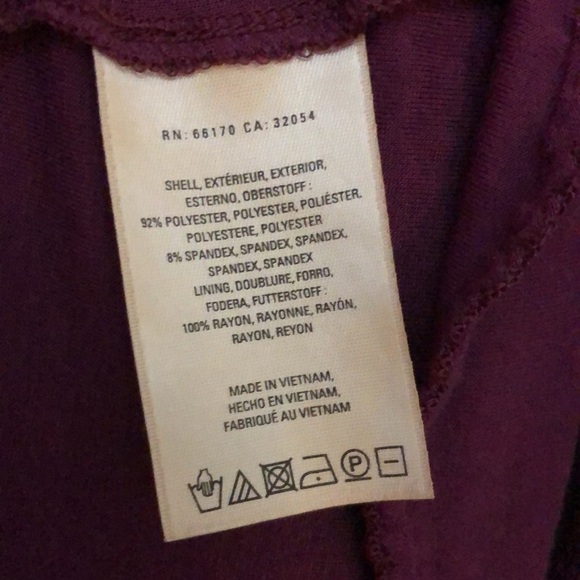 RN: 66170 CA: 32054
SHELL, EXTÉRIEUR, EXTERIOR,
ESTERNO, OBERSTOFF :
92% POLYESTER, POLYESTER, POLIÉSTER.
POLYESTERE, POLYESTER
8% SPANDEX, SPANDEX, SPANDEX,
SPANDEX, SPANDEX
LINING, DOUBLURE, FORRO,
FODERA, FUTTERSTOFF :
100% RAYON, RAYONNE, RAYÓN,
RAYON, REYON
MADE IN VIETNAM,
HECHO EN VIETNAM,
FABRIQUÉ AU VIETNAM
P